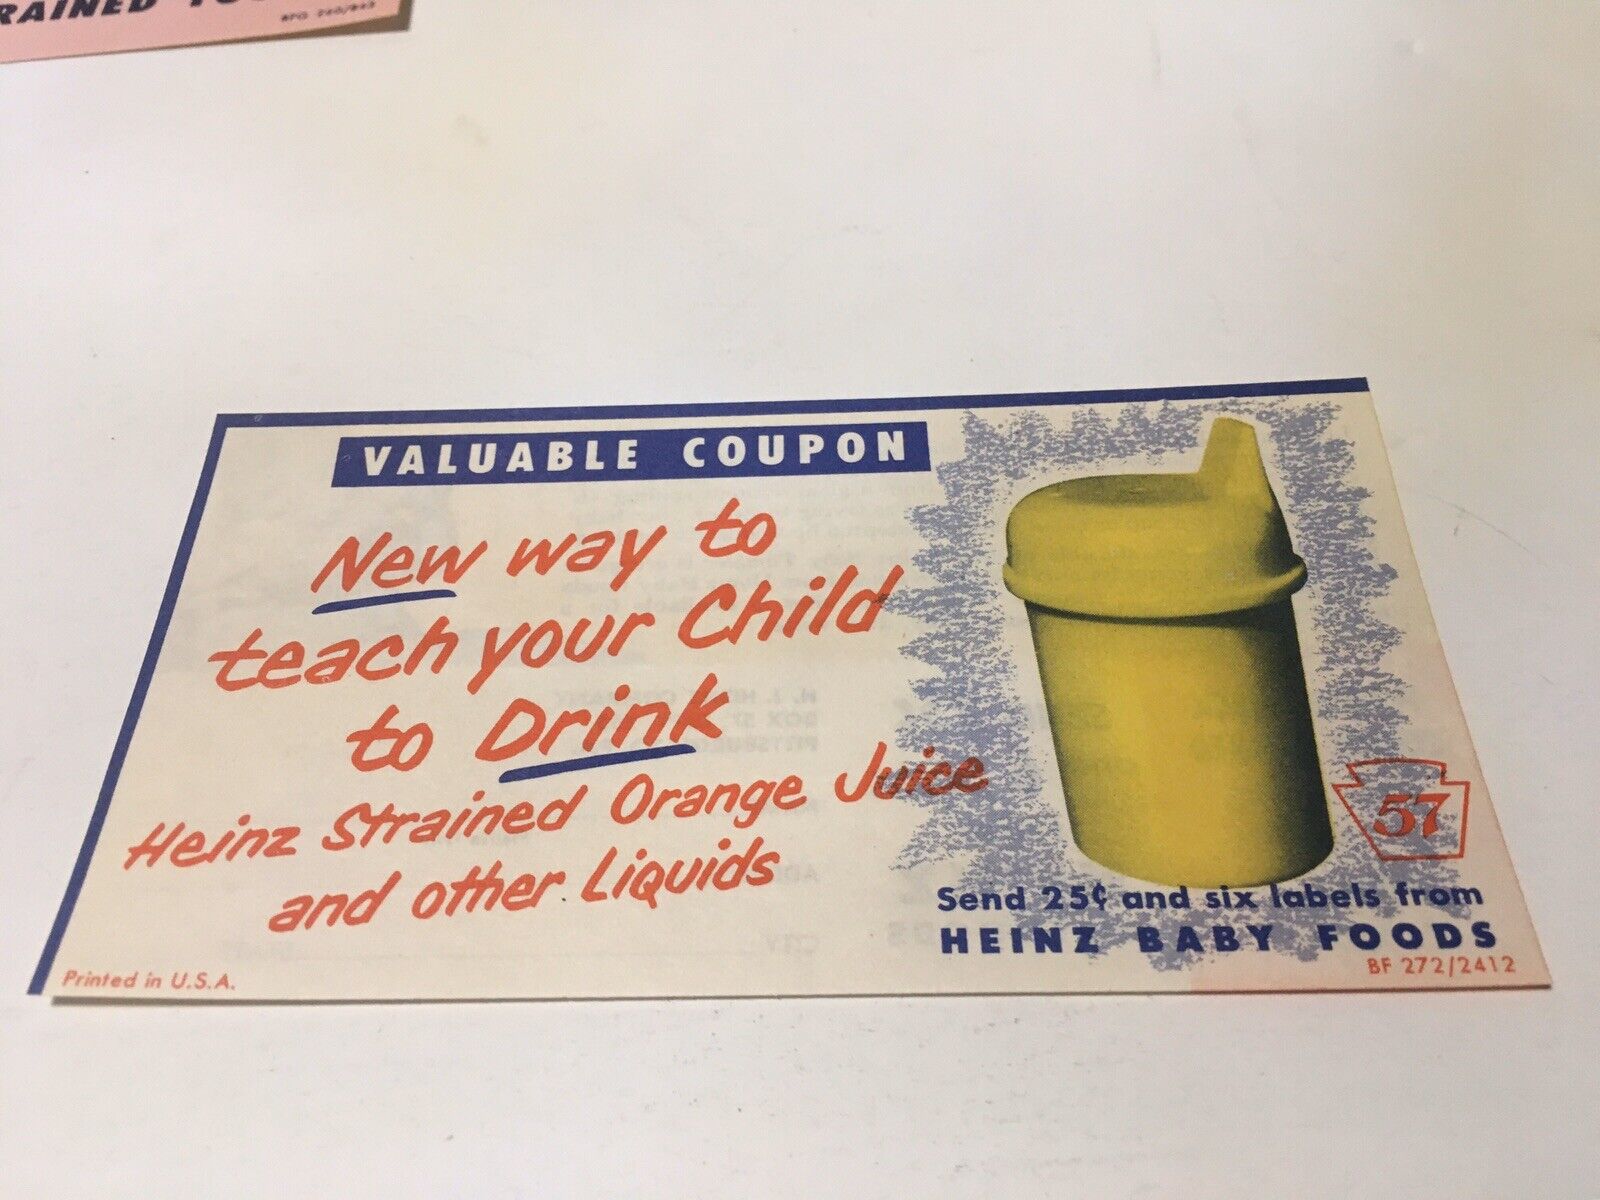 RAINED
VALUABLE COUPON
New way to
teach your Child
to Drink
Heinz Strained Orange Juice
and other Liquids
57
Send 25¢ and six labels from
HEINZ BABY FOODS
BF 272/2412
Printed in U.S.A.